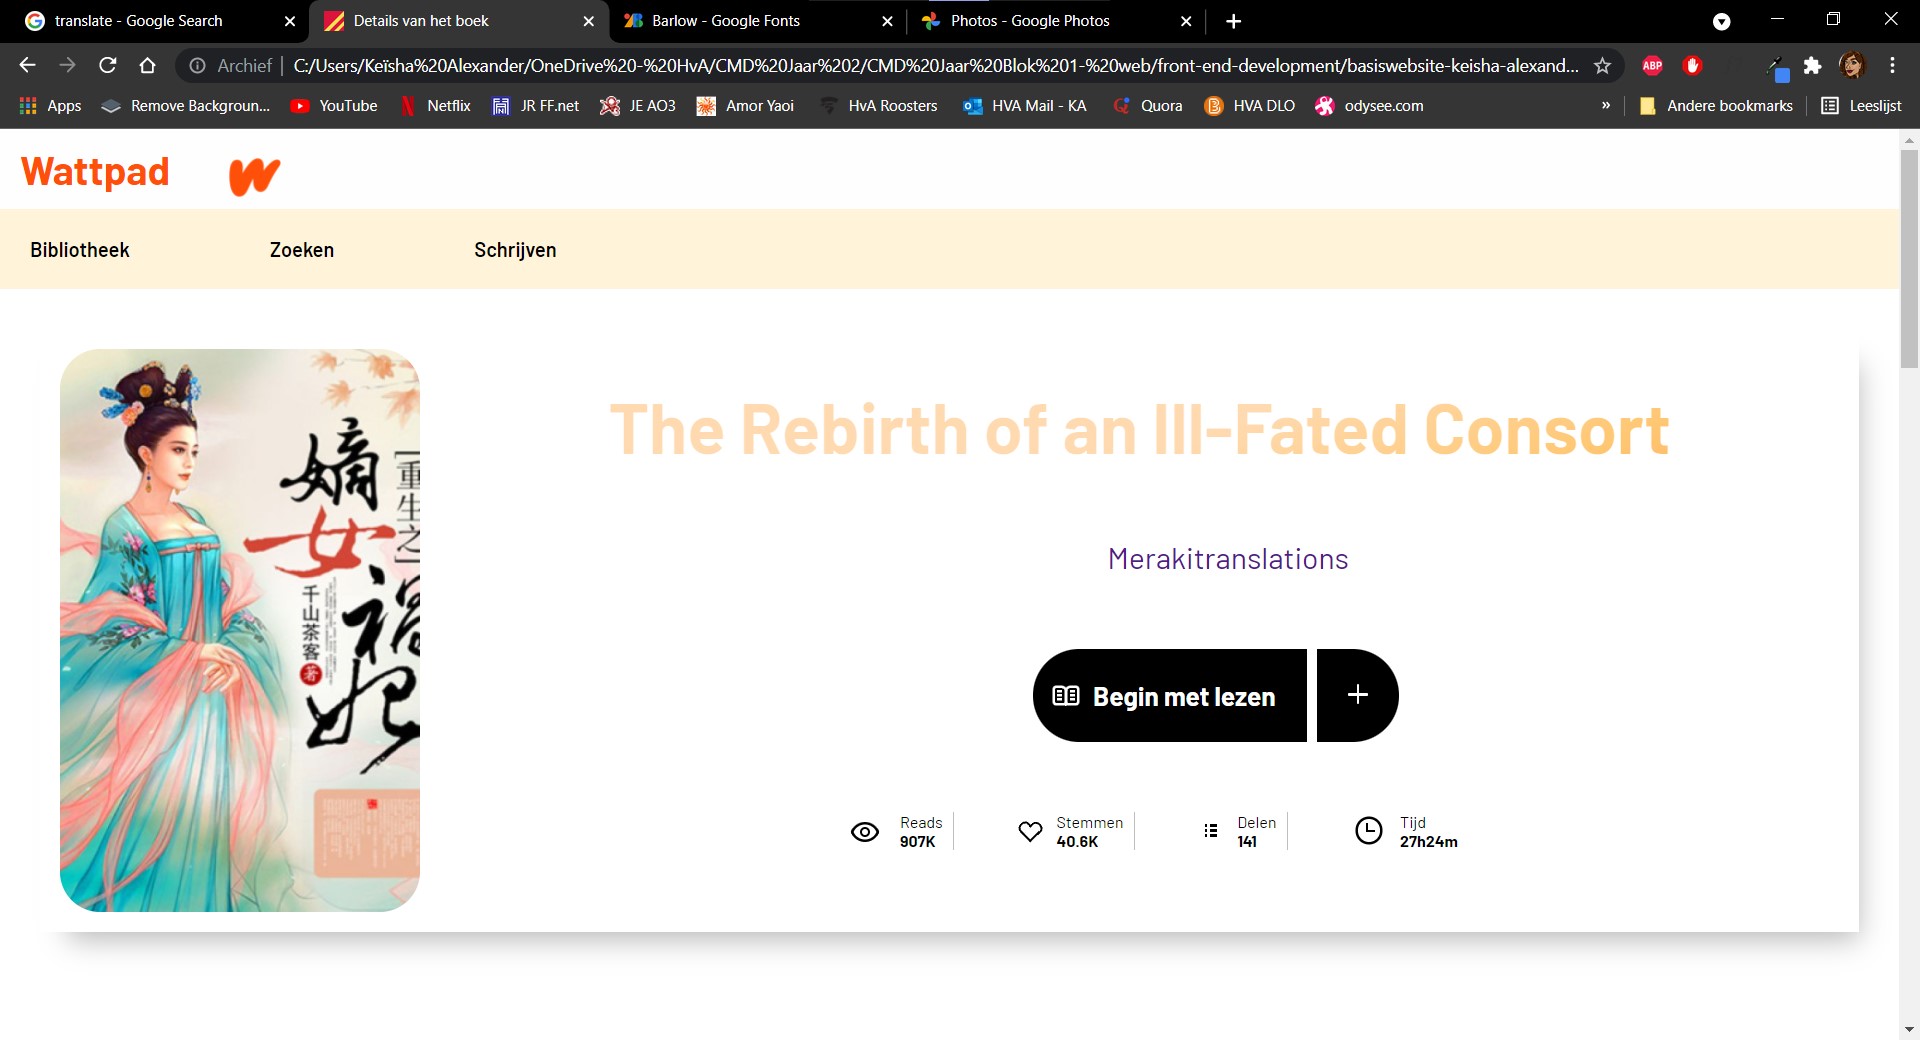 translate - Google Search
Details van het boek
Barlow - Google Fonts
Photos - Google Photos
Archief
C:/Users/Keïsha%20Alexander/OneDrive%20-%20HvA/CMD%20Jaar%202/CMD%20Jaar%20Blok%201-%20web/front-end-development/basiswebsite-keisha-alexand...
ABP
Apps
Remove Backgroun...
YouTube
Netflix
JR FF.net
JE AO3
Amor Yaoi
HvA Roosters
HVA Mail - KA
Quora
HVA DLO
odysee.com
»
Andere bookmarks
Leeslijst
Wattpad
Bibliotheek
Zoeken
Schrijven
[重生之]
嫡
女
祸
妃
千山茶客
著
The Rebirth of an Ill-Fated Consort
Merakitranslations
Begin met lezen
+
Reads
907K
Stemmen
40.6K
Delen
141
Tijd
27h24m